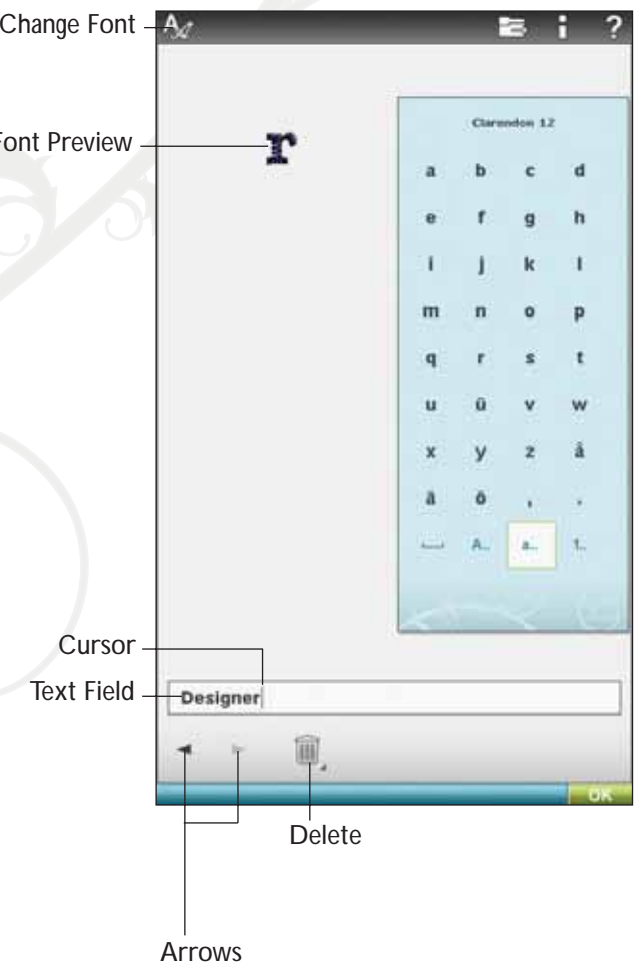 Change Font
?
Clarendon 12
Font Preview
r
a b c d
e f g h
i j k l
m n o p
q r s t
u ü v w
x y z å
ä ö , .
A.. a.. 1..
Cursor
Text Field
Designer
OK
Delete
Arrows